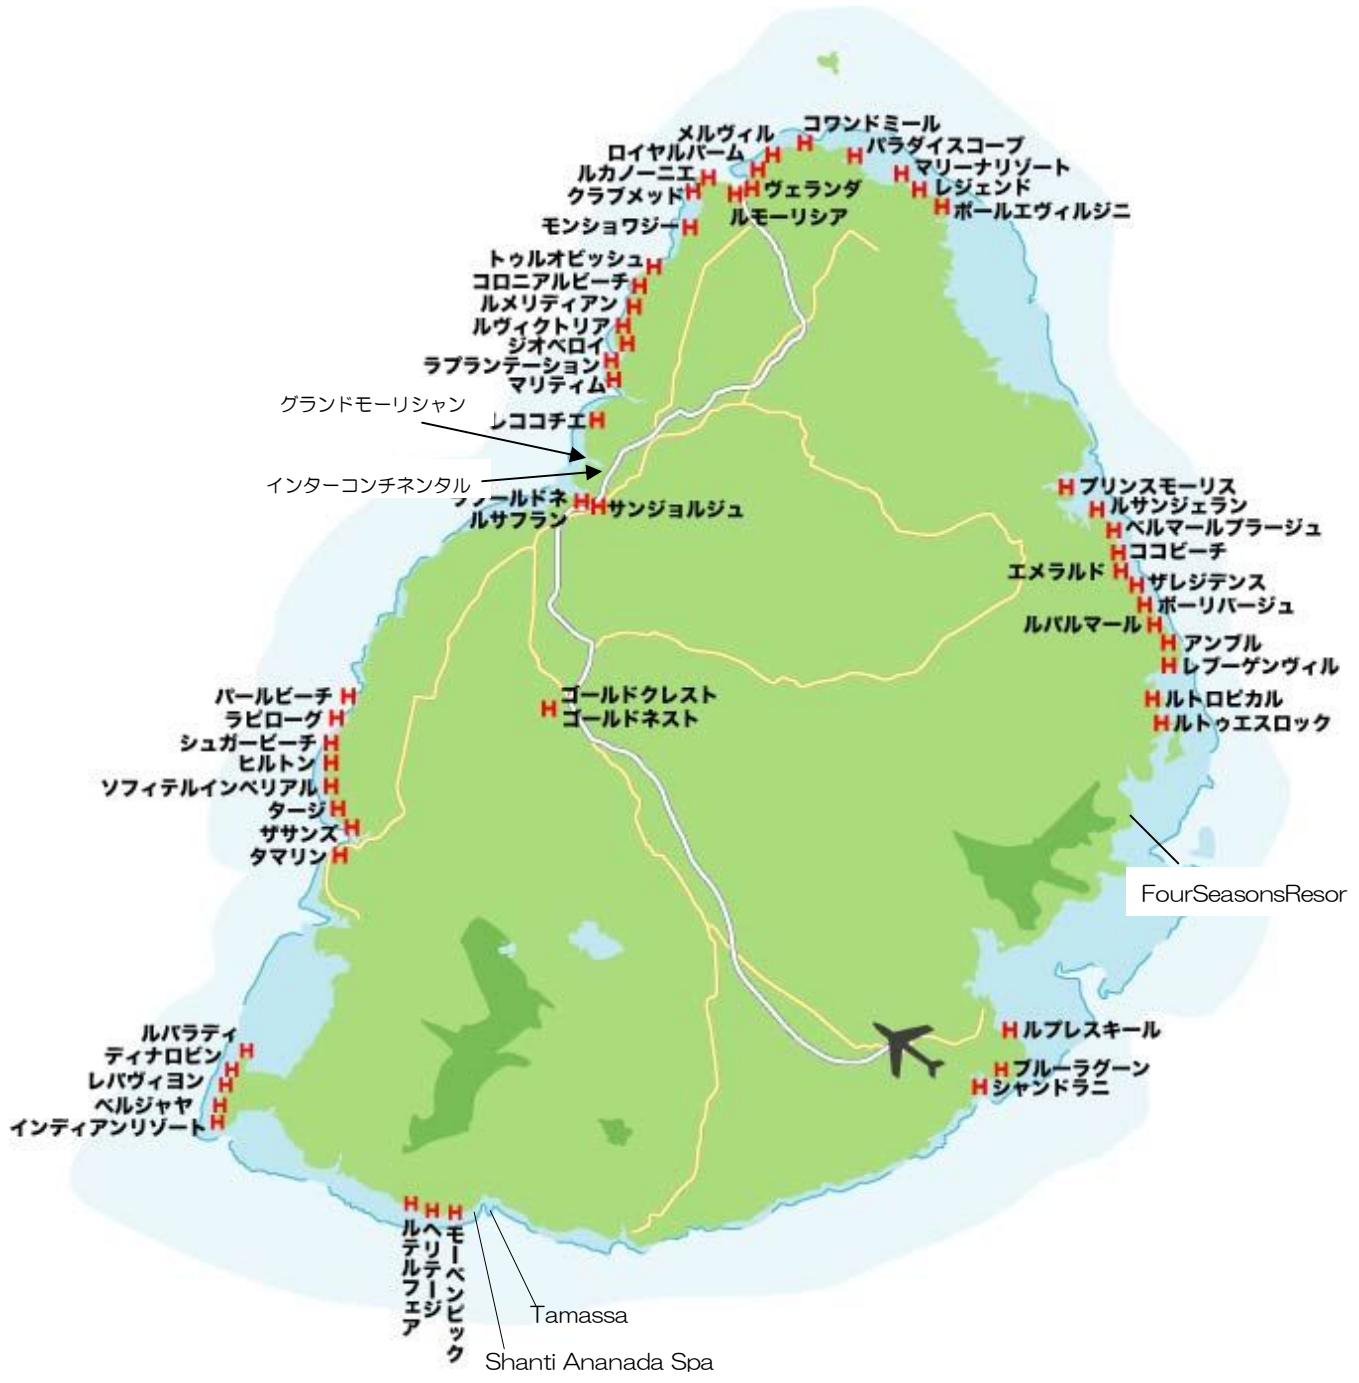 コワンドミール
メルヴィル
パラダイスコーブ
ロイヤルパーム
マリーナリゾート
ルカノーニエ
レジェンド
クラブメッド
ヴェランダ
ポールエヴィルジニ
ルモーリシア
モンショワジー
トゥルオビッシュ
コロニアルビーチ
ルメリディアン
ルヴィクトリア
ジオベロイ
ラプランテーション
マリティム
グランドモーリシャン
レココチエ
インターコンチネンタル
ールドネ
ルサフラン
サンジョルジュ
プリンスモーリス
ルサンジェラン
ベルマールプラージュ
ココビーチ
エメラルド
ザレジデンス
ボーリバージュ
ルパルマール
アンブル
レブーゲンヴィル
ルトロピカル
ルトゥエスロック
パールビーチ
ラピローグ
シュガービーチ
ヒルトン
ソフィテルインペリアル
タージ
ザサンズ
タマリン
ゴールドクレスト
ゴールドネスト
FourSeasonsResor
ルパラディ
ディナロビン
レパヴィヨン
ベルジャヤ
インディアンリゾート
ルプレスキール
ブルーラグーン
シャンドラニ
ルテルフェア
ヘリテージ
モーベンピック
Tamassa
Shanti Ananada Spa